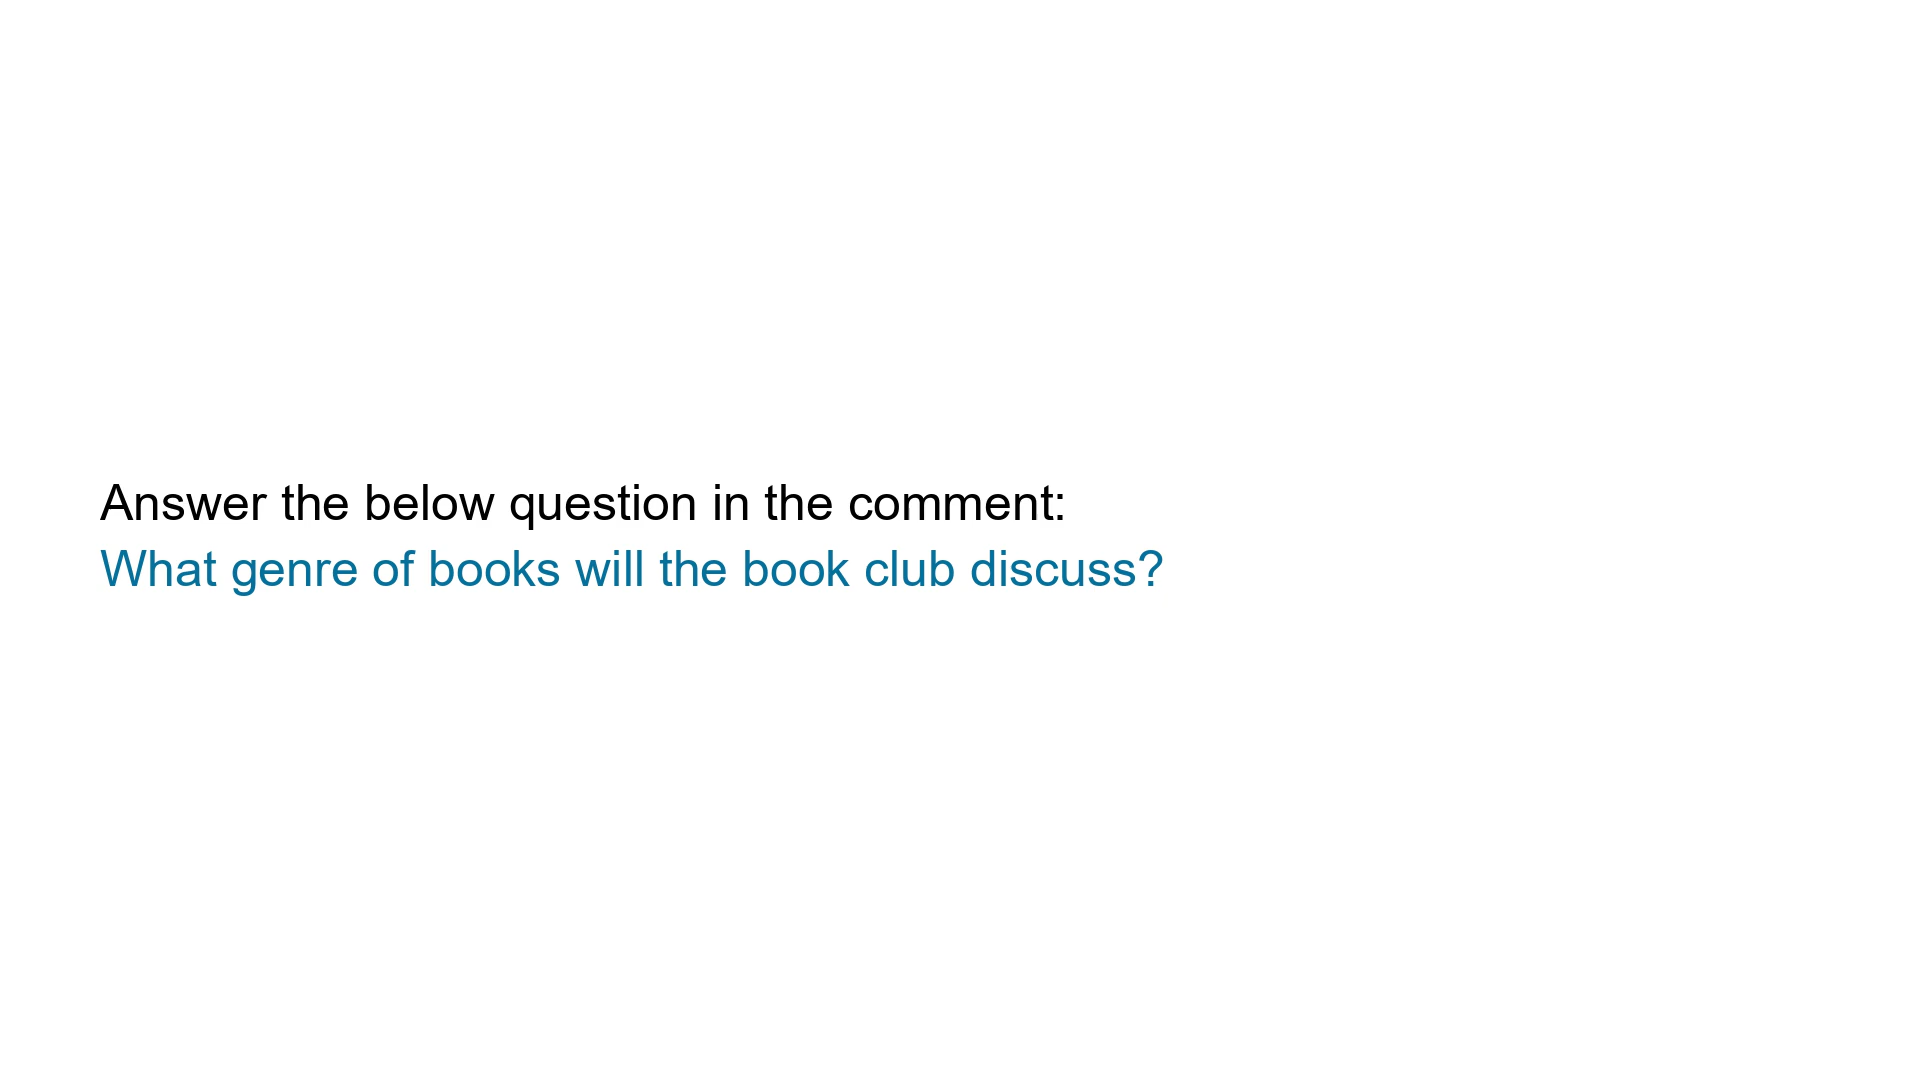 Answer the below question in the comment:
What genre of books will the book club discuss?